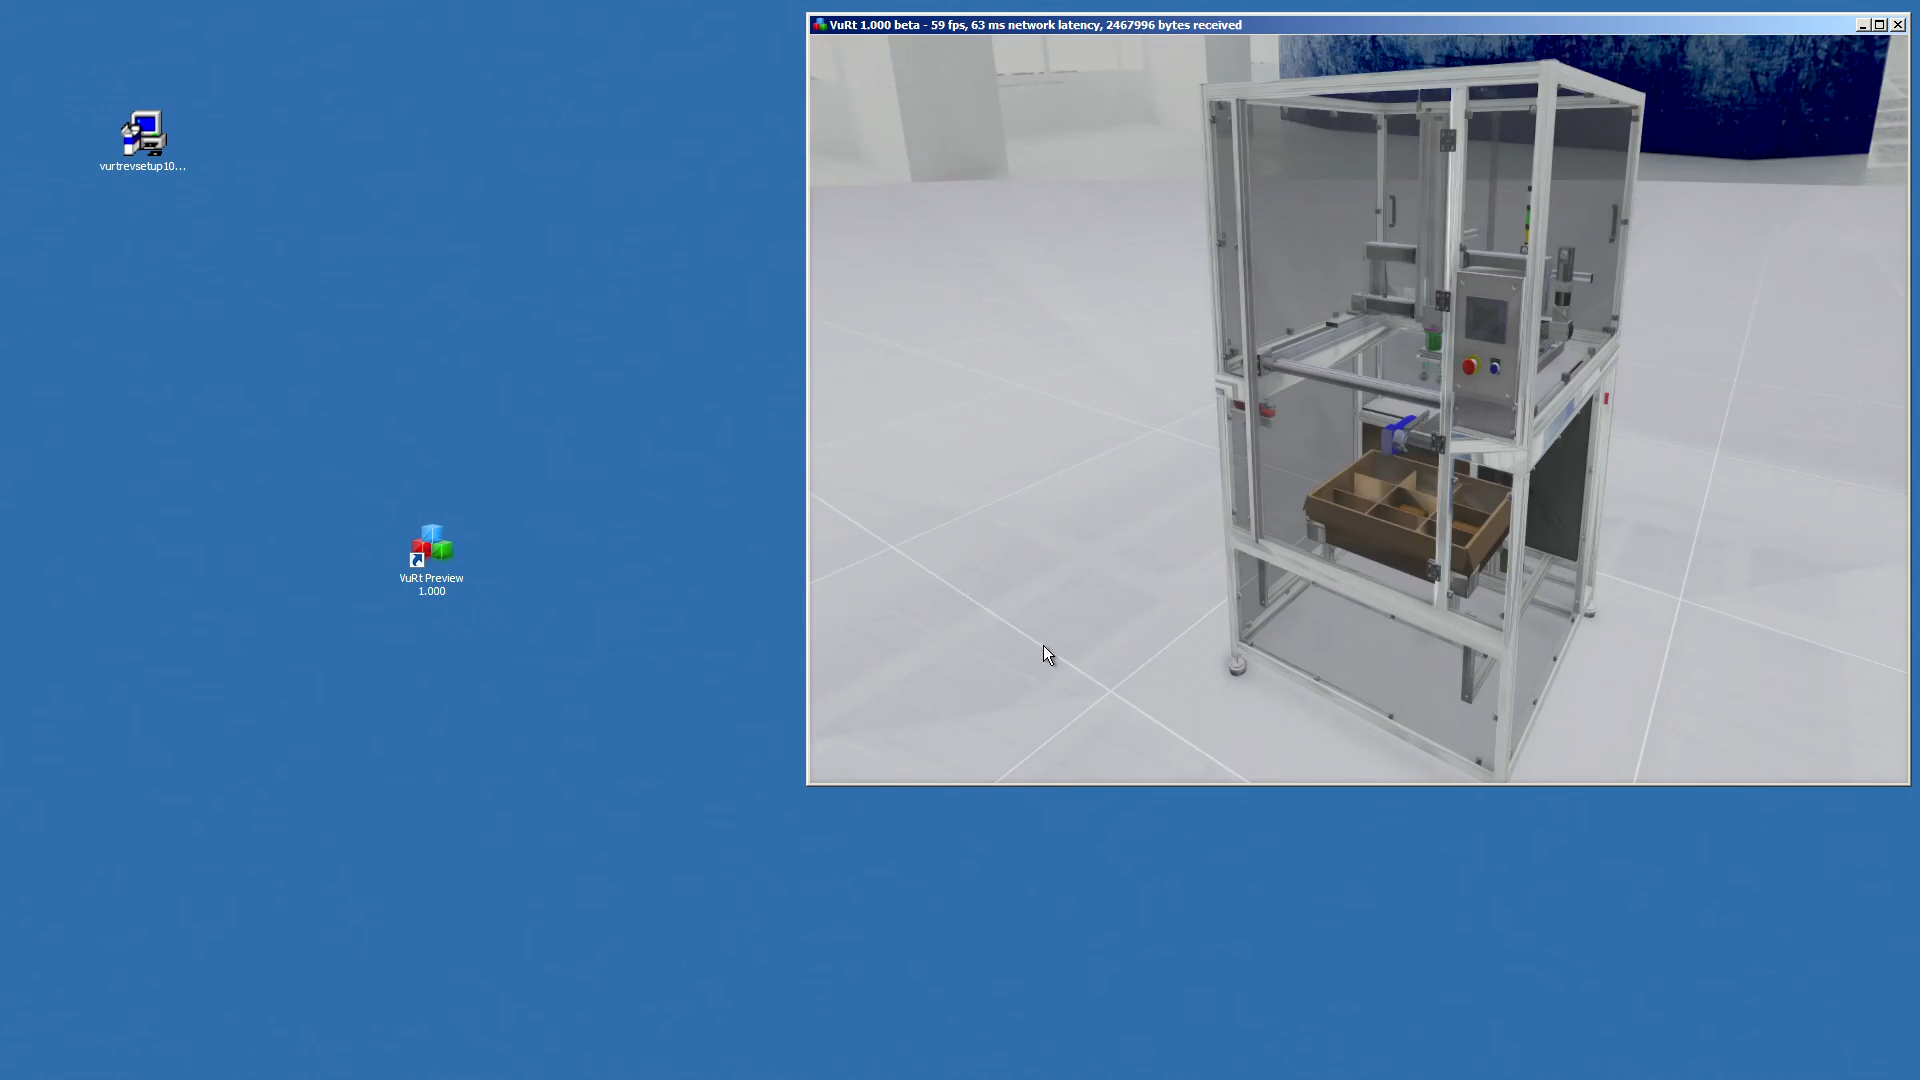 VuRt 1.000 beta - 59 fps, 63 ms network latency, 2467996 bytes received
vurtrevsetup10...
VuRt Preview
1.000